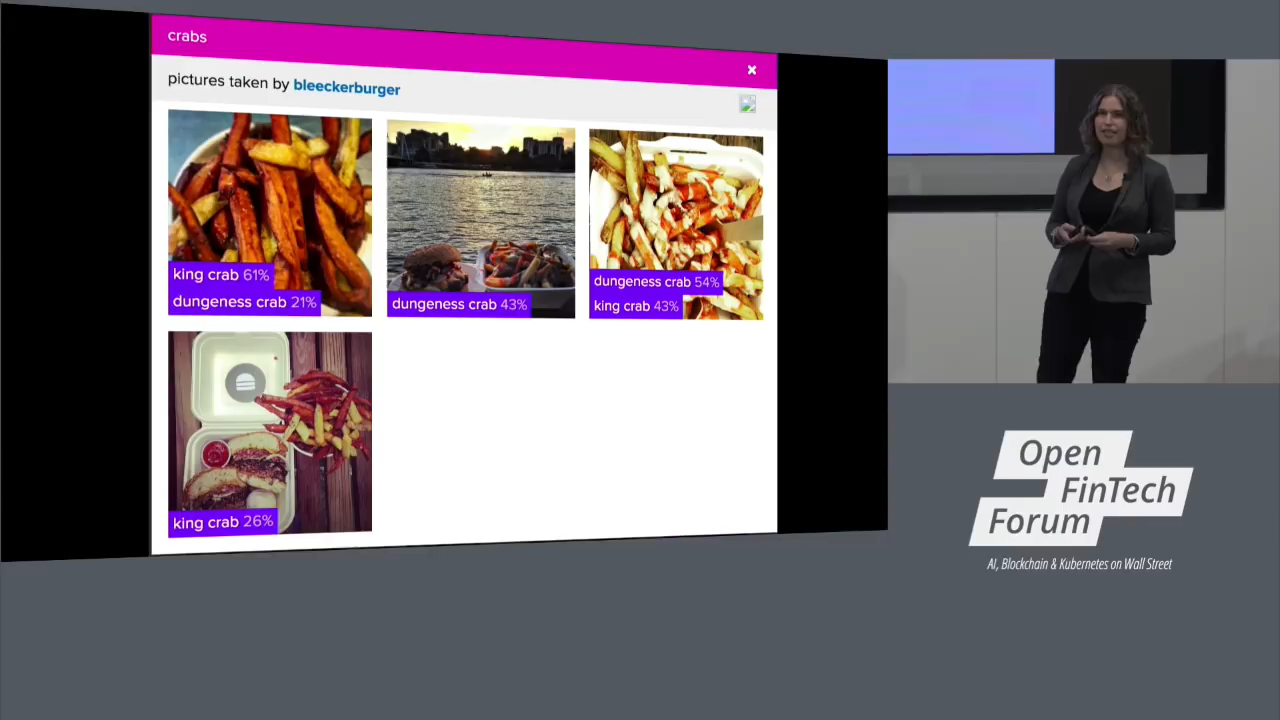 crabs
pictures taken by bleeckerburger
king crab 61%
dungeness crab 21%
dungeness crab 43%
dungeness crab 54%
king crab 43%
king crab 26%
Open
FinTech
Forum
AI, Blockchain & Kubernetes on Wall Street